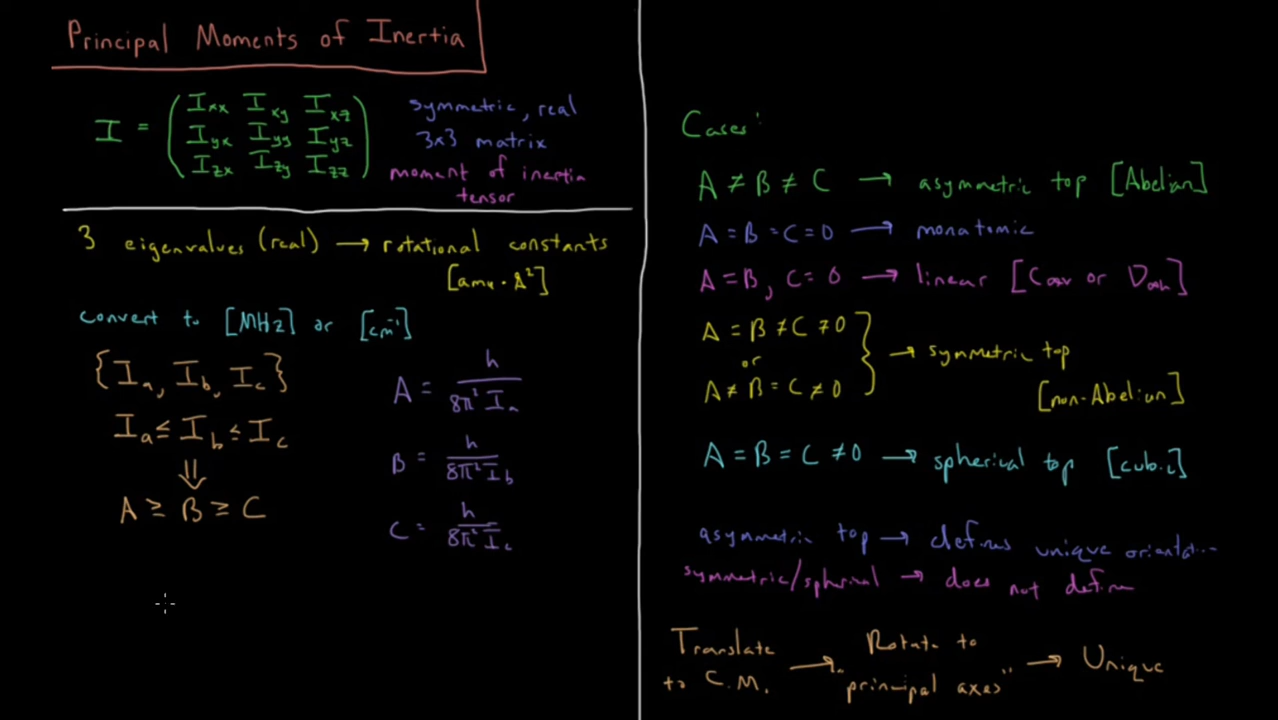 Principal Moments of Inertia
I = ( Ixx Ixy Ixz
Iyx Iyy Iyz
Izx Izy Izz )
symmetric, real
3x3 matrix
moment of inertia
tensor
3 eigenvalues (real) → rotational constants
[amu · Å²]
convert to [MHz] or [cm⁻¹]
{Ia, Ib, Ic}
Ia ≤ Ib ≤ Ic
⇓
A ≥ B ≥ C
A = h / 8π² Ia
B = h / 8π² Ib
C = h / 8π² Ic
Cases:
A ≠ B ≠ C → asymmetric top [Abelian]
A = B = C = 0 → monatomic
A = B, C = 0 → linear [C∞v or D∞h]
A = B ≠ C ≠ 0
or
A ≠ B = C ≠ 0
} → symmetric top
[non-Abelian]
A = B = C ≠ 0 → spherical top [cubic]
asymmetric top → defines unique orientation
symmetric/spherical → does not define
Translate to C.M. → Rotate to "principal axes" → Unique